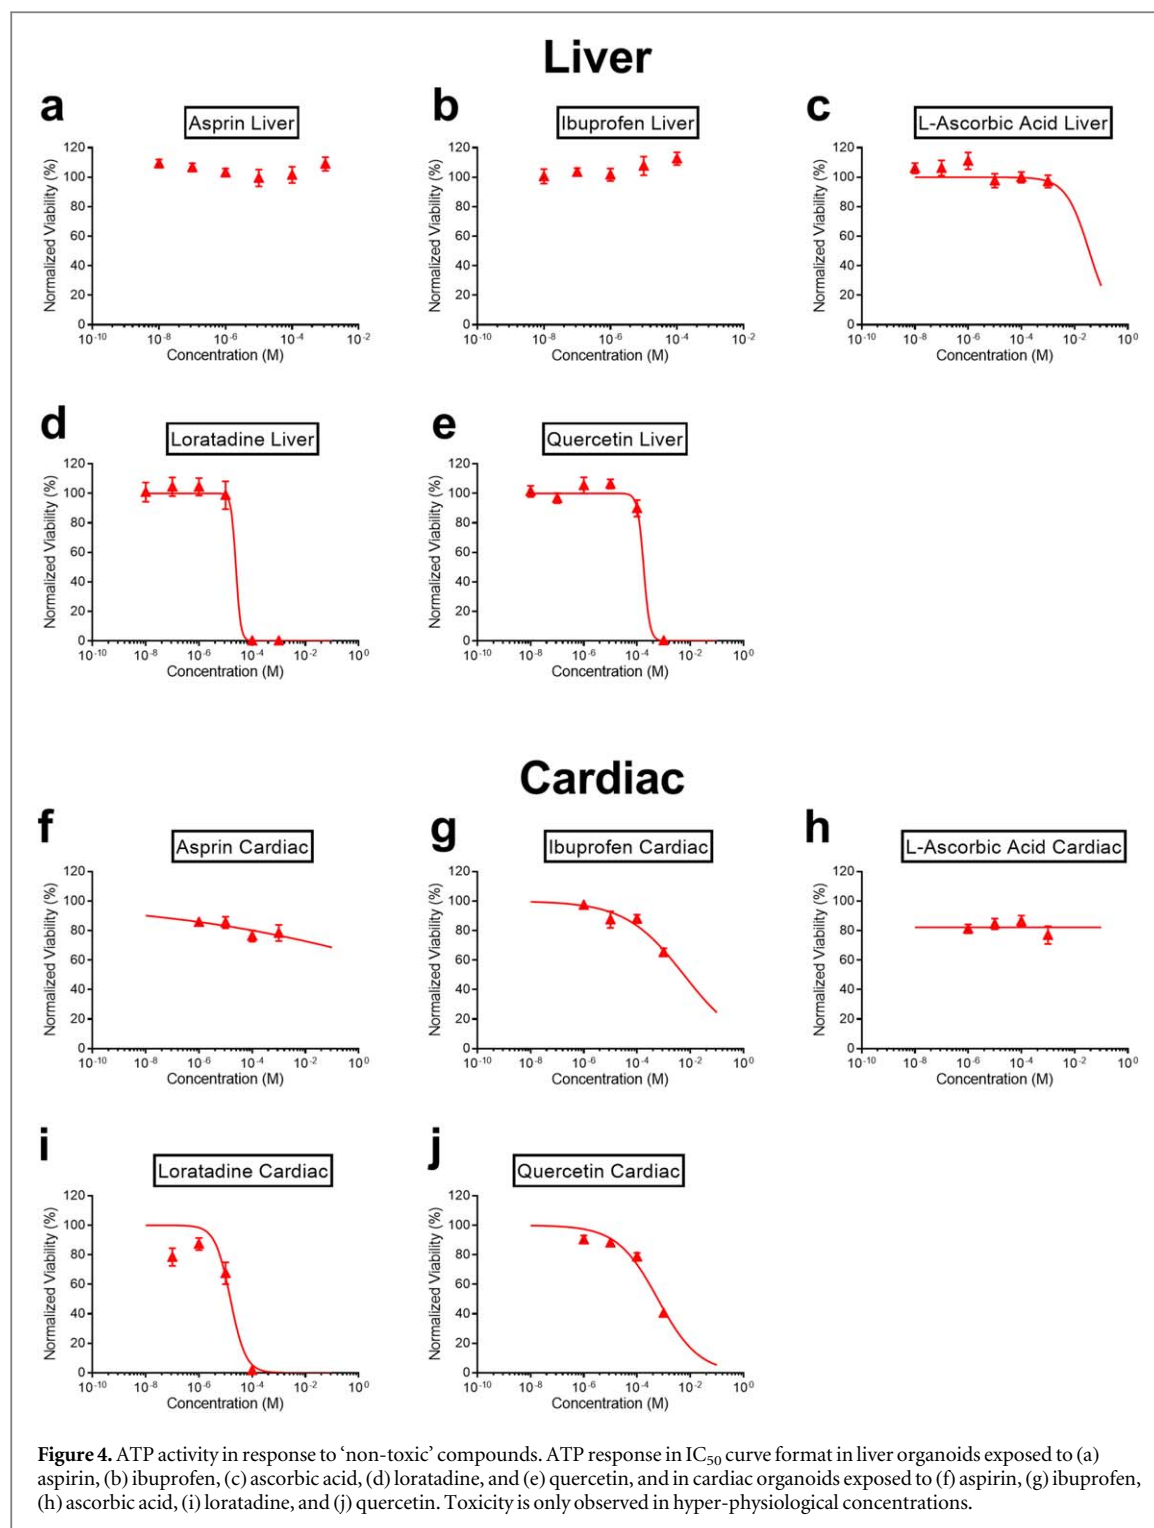 Liver
a
Asprin Liver
Normalized Viability (%)
120
100
80
60
40
20
0
10-10
10-8
10-6
10-4
10-2
Concentration (M)
b
Ibuprofen Liver
Normalized Viability (%)
120
100
80
60
40
20
0
10-10
10-8
10-6
10-4
10-2
Concentration (M)
c
L-Ascorbic Acid Liver
Normalized Viability (%)
120
100
80
60
40
20
0
10-10
10-8
10-6
10-4
10-2
100
Concentration (M)
d
Loratadine Liver
Normalized Viability (%)
120
100
80
60
40
20
0
10-10
10-8
10-6
10-4
10-2
100
Concentration (M)
e
Quercetin Liver
Normalized Viability (%)
120
100
80
60
40
20
0
10-10
10-8
10-6
10-4
10-2
100
Concentration (M)
Cardiac
f
Asprin Cardiac
Normalized Viability (%)
120
100
80
60
40
20
0
10-10
10-8
10-6
10-4
10-2
100
Concentration (M)
g
Ibuprofen Cardiac
Normalized Viability (%)
120
100
80
60
40
20
0
10-10
10-8
10-6
10-4
10-2
100
Concentration (M)
h
L-Ascorbic Acid Cardiac
Normalized Viability (%)
120
100
80
60
40
20
0
10-10
10-8
10-6
10-4
10-2
100
Concentration (M)
i
Loratadine Cardiac
Normalized Viability (%)
120
100
80
60
40
20
0
10-10
10-8
10-6
10-4
10-2
100
Concentration (M)
j
Quercetin Cardiac
Normalized Viability (%)
120
100
80
60
40
20
0
10-10
10-8
10-6
10-4
10-2
100
Concentration (M)
Figure 4. ATP activity in response to ‘non-toxic’ compounds. ATP response in IC50 curve format in liver organoids exposed to (a)
aspirin, (b) ibuprofen, (c) ascorbic acid, (d) loratadine, and (e) quercetin, and in cardiac organoids exposed to (f) aspirin, (g) ibuprofen,
(h) ascorbic acid, (i) loratadine, and (j) quercetin. Toxicity is only observed in hyper-physiological concentrations.